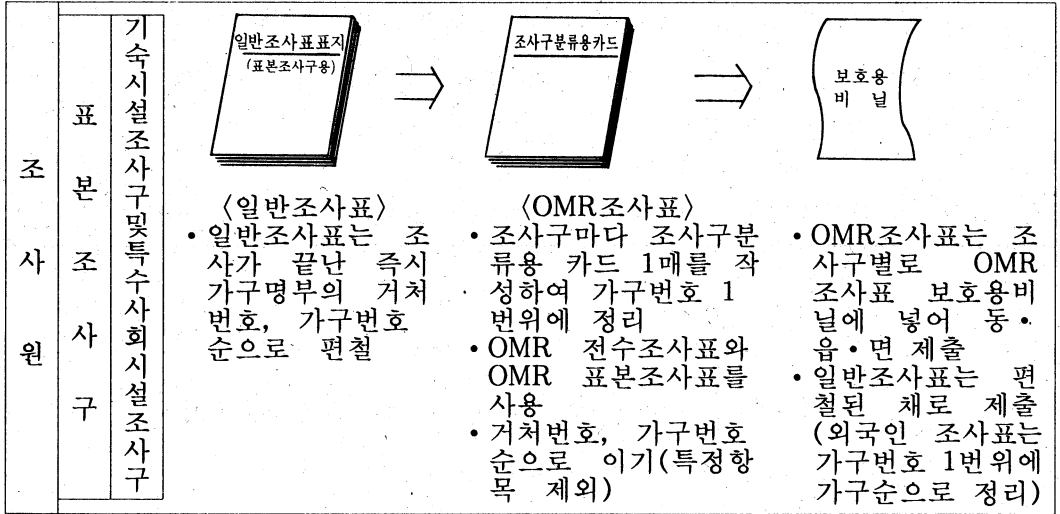 조사원
표본조사구
기숙시설조사구및특수사회시설조사구
일반조사표표지
(표본조사구용)
조사구분류용카드
보호용
비 닐
〈일반조사표〉
• 일반조사표는 조
사가 끝난 즉시
가구명부의 거처
번호, 가구번호
순으로 편철
〈OMR조사표〉
• 조사구마다 조사구분
류용 카드 1매를 작
성하여 가구번호 1
번위에 정리
• OMR 전수조사표와
OMR 표본조사표를
사용
• 거처번호, 가구번호
순으로 이기(특정항
목 제외)
• OMR조사표는 조
사구별로 OMR
조사표 보호용비
닐에 넣어 동•
읍•면 제출
• 일반조사표는 편
철된 채로 제출
(외국인 조사표는
가구번호 1번위에
가구순으로 정리)